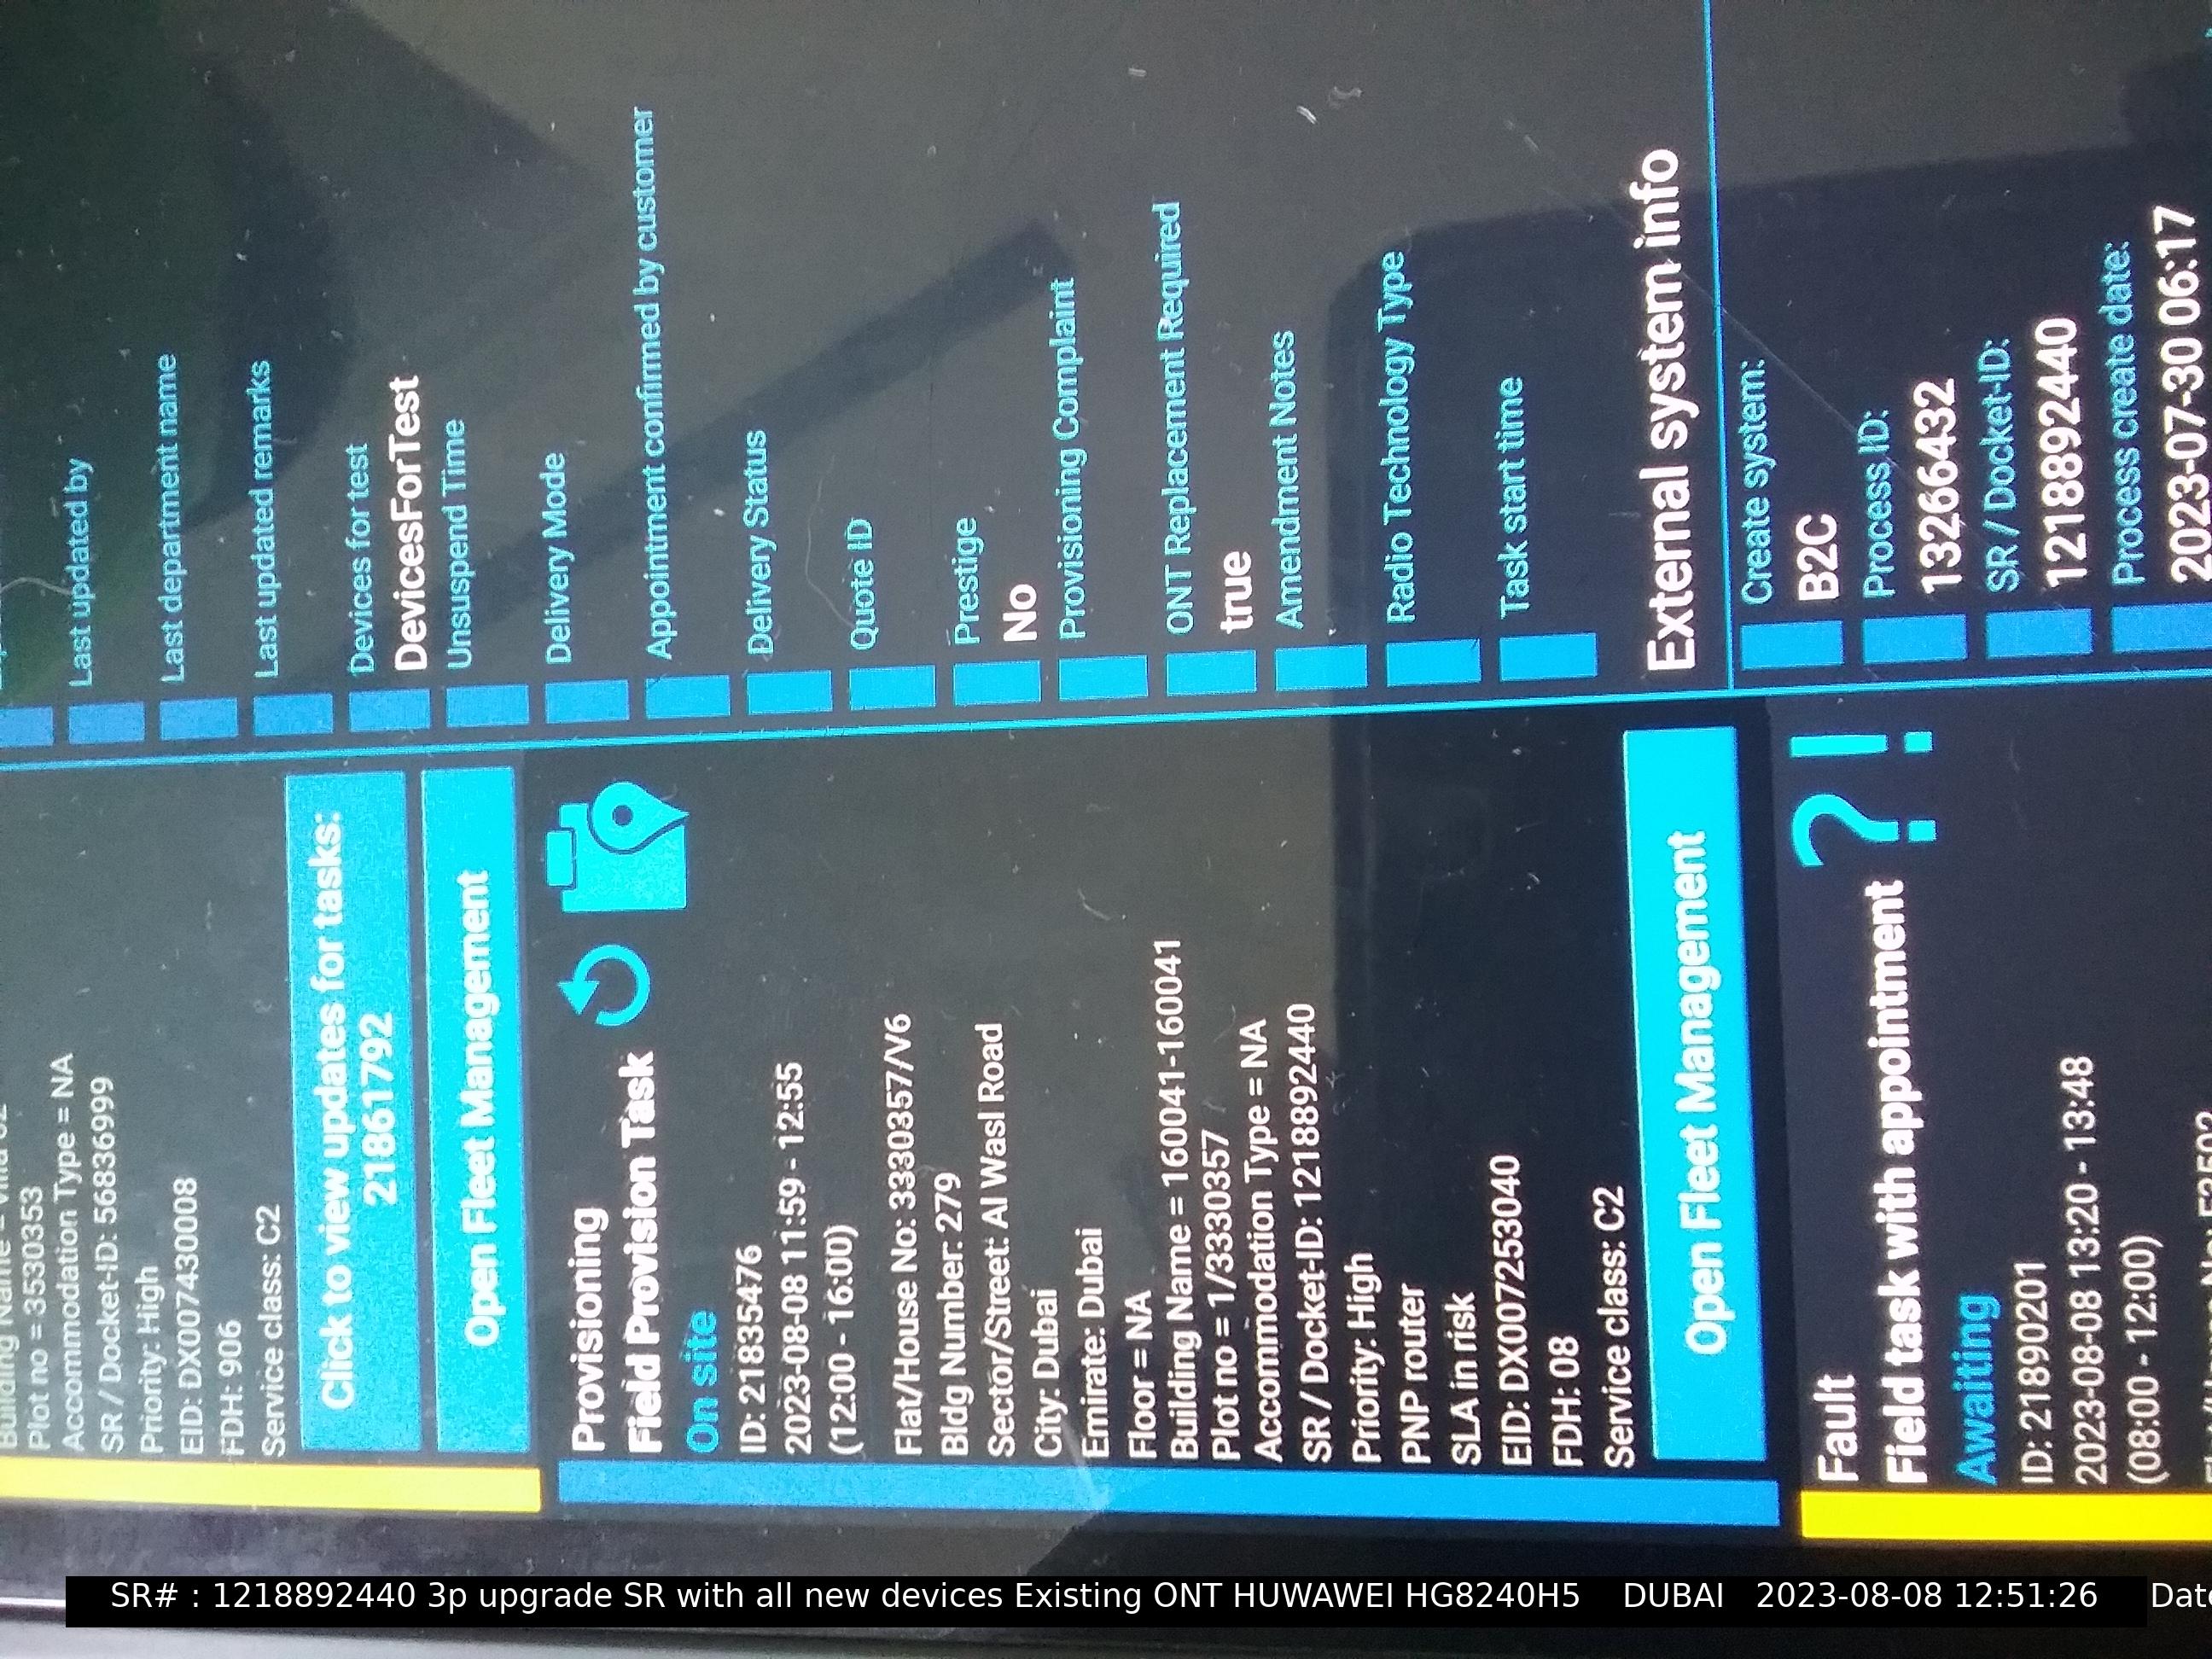 Plot no = 3530353
Accommodation Type = NA
SR / Docket-ID: 56836999
Priority: High
EID: DX007430008
FDH: 906
Service class: C2
Click to view updates for tasks:
21861792
Open Fleet Management
Provisioning
Field Provision Task
On site
ID: 21835476
2023-08-08 11:59 - 12:55
(12:00 - 16:00)
Flat/House No: 3330357/V6
Bldg Number: 279
Sector/Street: Al Wasl Road
City: Dubai
Emirate: Dubai
Floor = NA
Building Name = 160041-160041
Plot no = 1/3330357
Accommodation Type = NA
SR / Docket-ID: 1218892440
Priority: High
PNP router
SLA in risk
EID: DX007253040
FDH: 08
Service class: C2
Open Fleet Management
Fault
Field task with appointment
Awaiting
ID: 21890201
2023-08-08 13:20 - 13:48
(08:00 - 12:00)
Last updated by
Last department name
Last updated remarks
Devices for test
DevicesForTest
Unsuspend Time
Delivery Mode
Appointment confirmed by customer
Delivery Status
Quote ID
Prestige
No
Provisioning Complaint
ONT Replacement Required
true
Amendment Notes
Radio Technology Type
Task start time
External system info
Create system:
B2C
Process ID:
13266432
SR / Docket-ID:
1218892440
Process create date:
2023-07-30 06:17
SR# : 1218892440 3p upgrade SR with all new devices Existing ONT HUWAWEI HG8240H5 DUBAI 2023-08-08 12:51:26